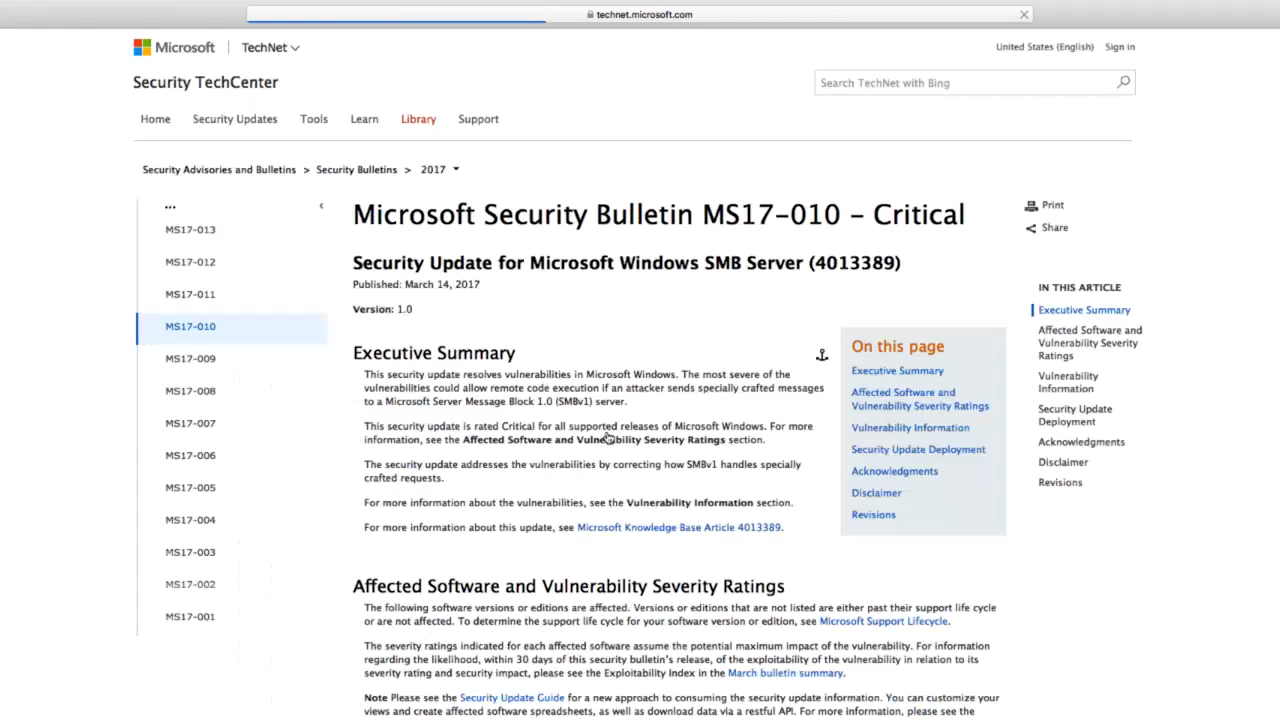 technet.microsoft.com
Microsoft TechNet
United States (English) Sign in
Security TechCenter
Search TechNet with Bing
Home Security Updates Tools Learn Library Support
Security Advisories and Bulletins > Security Bulletins > 2017
...
MS17-013
MS17-012
MS17-011
MS17-010
MS17-009
MS17-008
MS17-007
MS17-006
MS17-005
MS17-004
MS17-003
MS17-002
MS17-001
Microsoft Security Bulletin MS17-010 - Critical
Security Update for Microsoft Windows SMB Server (4013389)
Published: March 14, 2017
Version: 1.0
Executive Summary
This security update resolves vulnerabilities in Microsoft Windows. The most severe of the
vulnerabilities could allow remote code execution if an attacker sends specially crafted messages
to a Microsoft Server Message Block 1.0 (SMBv1) server.
This security update is rated Critical for all supported releases of Microsoft Windows. For more
information, see the Affected Software and Vulnerability Severity Ratings section.
The security update addresses the vulnerabilities by correcting how SMBv1 handles specially
crafted requests.
For more information about the vulnerabilities, see the Vulnerability Information section.
For more information about this update, see Microsoft Knowledge Base Article 4013389.
On this page
Executive Summary
Affected Software and
Vulnerability Severity Ratings
Vulnerability Information
Security Update Deployment
Acknowledgments
Disclaimer
Revisions
Affected Software and Vulnerability Severity Ratings
The following software versions or editions are affected. Versions or editions that are not listed are either past their support life cycle
or are not affected. To determine the support life cycle for your software version or edition, see Microsoft Support Lifecycle.
The severity ratings indicated for each affected software assume the potential maximum impact of the vulnerability. For information
regarding the likelihood, within 30 days of this security bulletin's release, of the exploitability of the vulnerability in relation to its
severity rating and security impact, please see the Exploitability Index in the March bulletin summary.
Note Please see the Security Update Guide for a new approach to consuming the security update information. You can customize your
views and create affected software spreadsheets, as well as download data via a restful API. For more information, please see the
Print
Share
IN THIS ARTICLE
Executive Summary
Affected Software and
Vulnerability Severity
Ratings
Vulnerability
Information
Security Update
Deployment
Acknowledgments
Disclaimer
Revisions